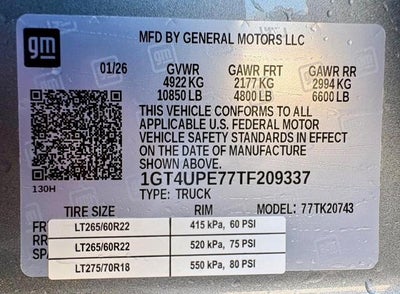 gm
MFD BY GENERAL MOTORS LLC
01/26 GVWR GAWR FRT GAWR RR
4922 KG 2177 KG 2994 KG
10850 LB 4800 LB 6600 LB
THIS VEHICLE CONFORMS TO ALL
APPLICABLE U.S. FEDERAL MOTOR
VEHICLE SAFETY STANDARDS IN EFFECT
ON THE DATE OF MANUFACTURE
SHOWN ABOVE.
130H
1GT4UPE77TF209337
TYPE: TRUCK
TIRE SIZE RIM MODEL: 77TK20743
FR LT265/60R22 415 kPa, 60 PSI
RR LT265/60R22 520 kPa, 75 PSI
SP LT275/70R18 550 kPa, 80 PSI